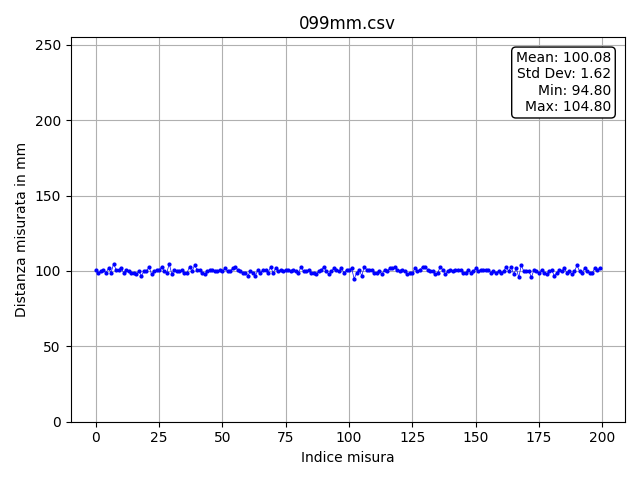 099mm.csv
Mean: 100.08
Std Dev: 1.62
Min: 94.80
Max: 104.80
Distanza misurata in mm
250
200
150
100
50
0
0 25 50 75 100 125 150 175 200
Indice misura